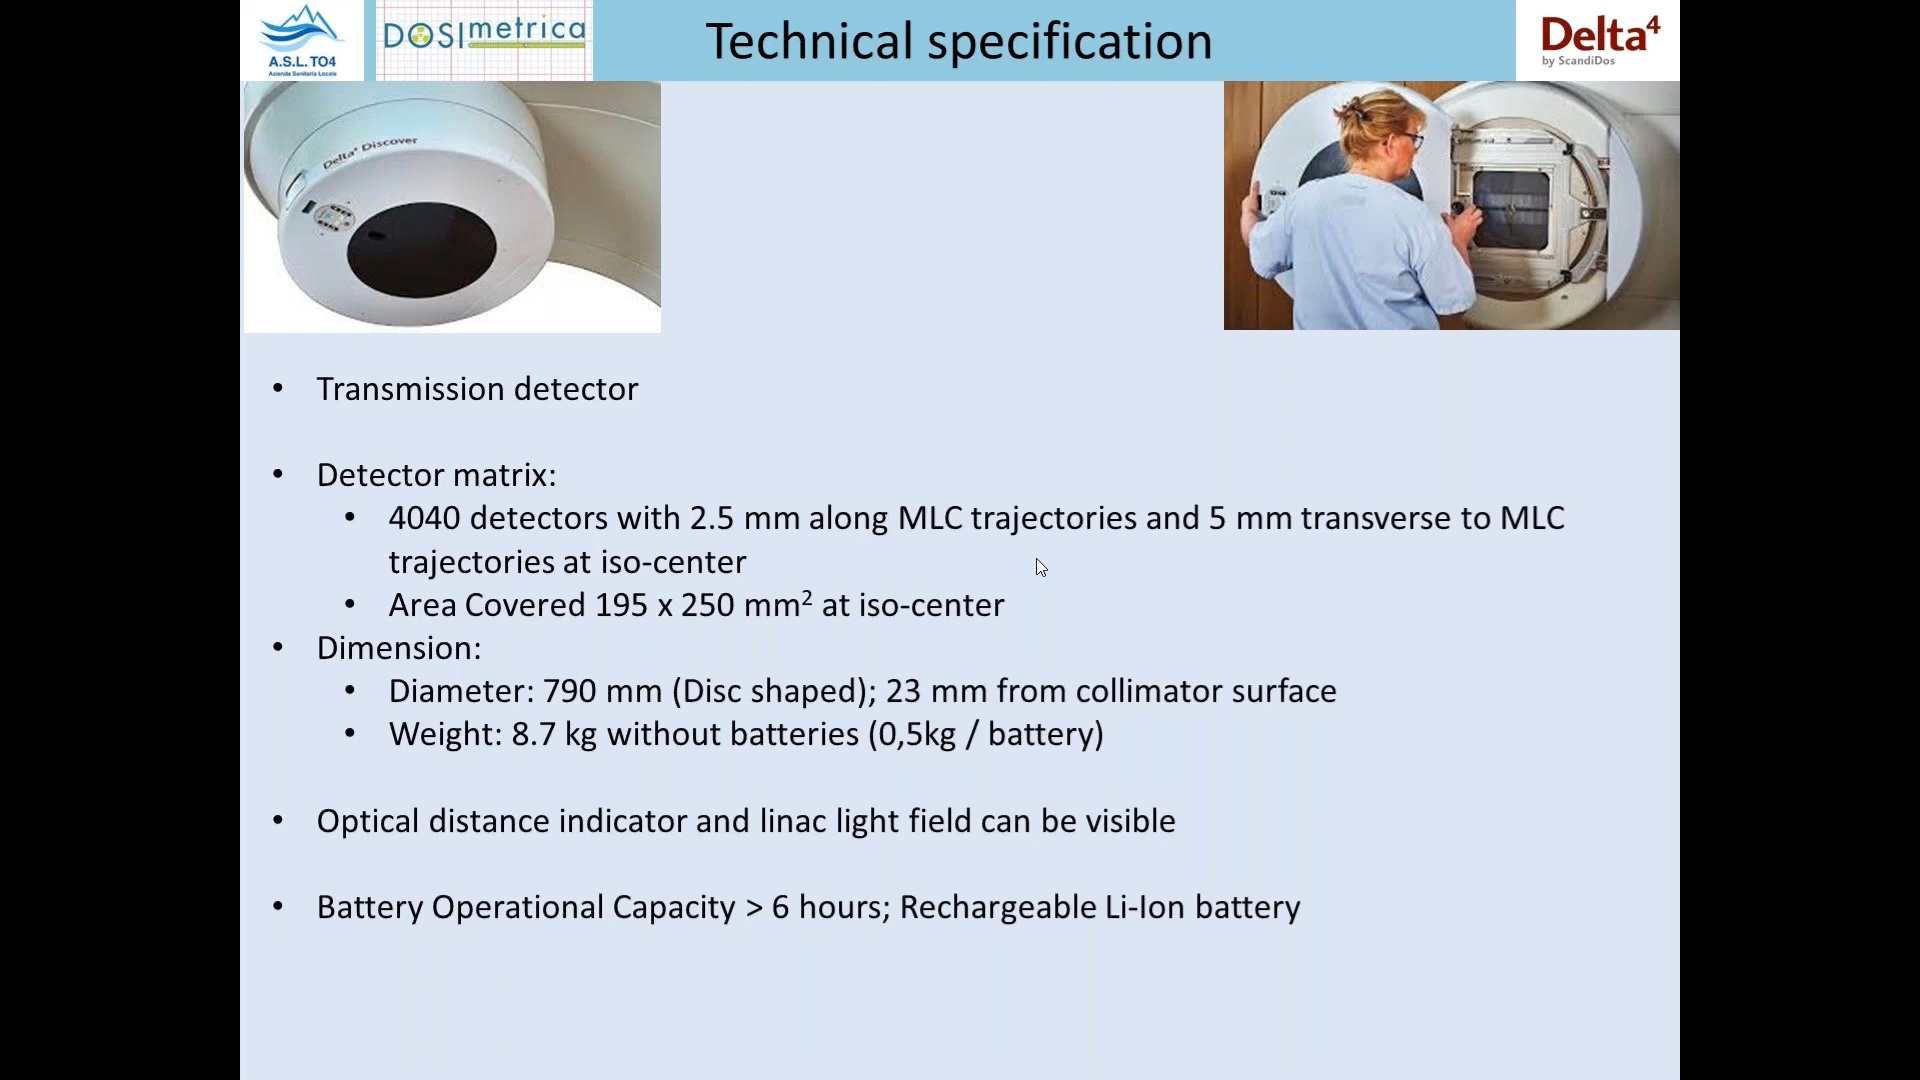 A.S.L. TO4
Azienda Sanitaria Locale
DOSImetrica
Technical specification
Delta4
by ScandiDos
Delta4 Discover
• Transmission detector
• Detector matrix:
• 4040 detectors with 2.5 mm along MLC trajectories and 5 mm transverse to MLC
trajectories at iso-center
• Area Covered 195 x 250 mm² at iso-center
• Dimension:
• Diameter: 790 mm (Disc shaped); 23 mm from collimator surface
• Weight: 8.7 kg without batteries (0,5kg / battery)
• Optical distance indicator and linac light field can be visible
• Battery Operational Capacity > 6 hours; Rechargeable Li-Ion battery